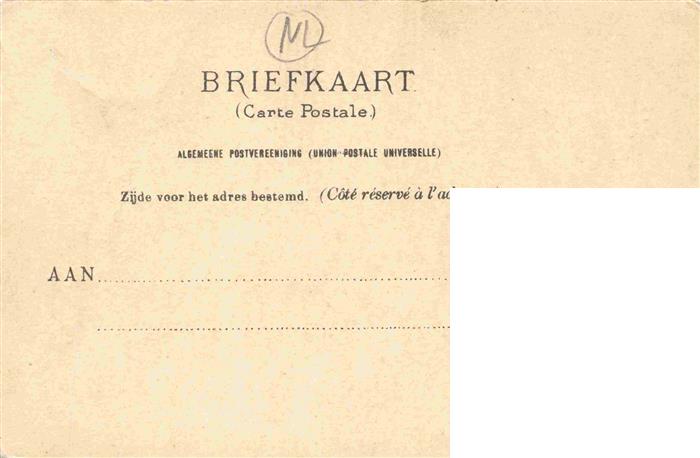 NL
BRIEFKAART.
(Carte Postale.)
ALGEMEENE POSTVEREENIGING (UNION POSTALE UNIVERSELLE)
Zijde voor het adres bestemd. (Côté réservé à
AAN